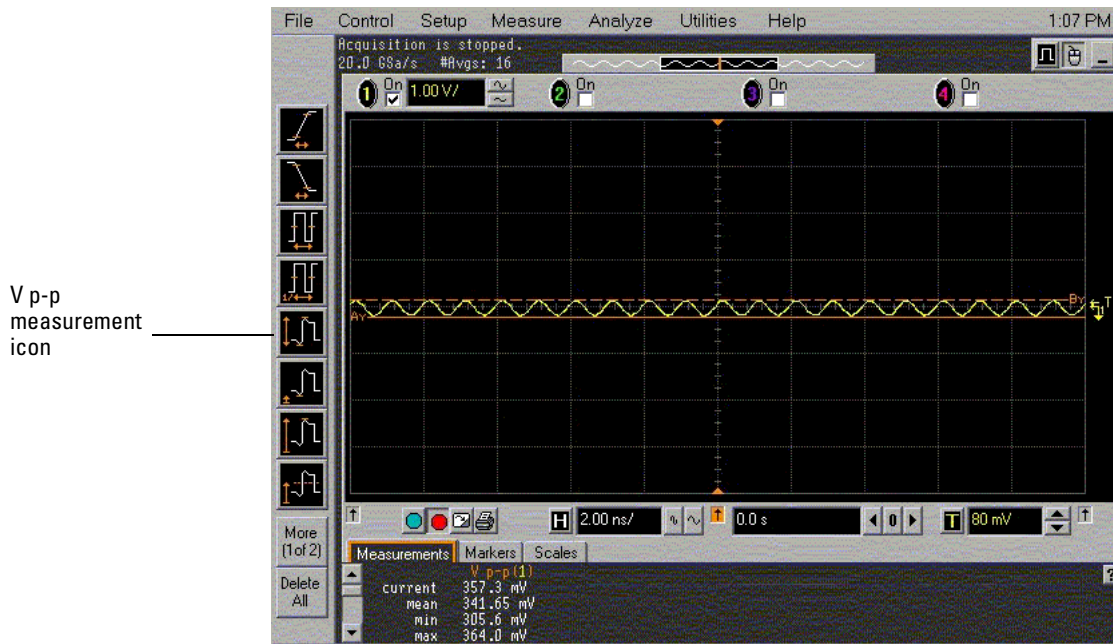 File Control Setup Measure Analyze Utilities Help 1:07 PM
Acquisition is stopped.
20.0 GSa/s #Avgs: 16
1 On 1.00 V/ 2 On 3 On 4 On
V p-p
measurement
icon
By T
Ay
More
(1of 2)
Delete
All
H 2.00 ns/ 0.0 s 0 T 80 mV
Measurements Markers Scales
V p-p(1)
current 357.3 mV
mean 341.65 mV
min 305.6 mV
max 364.0 mV
?